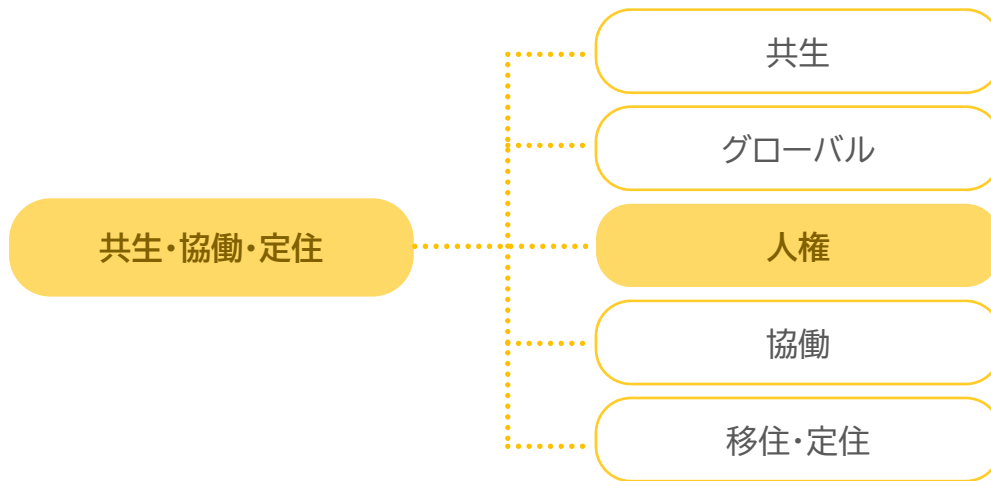 共生
グローバル
共生・協働・定住
人権
協働
移住・定住